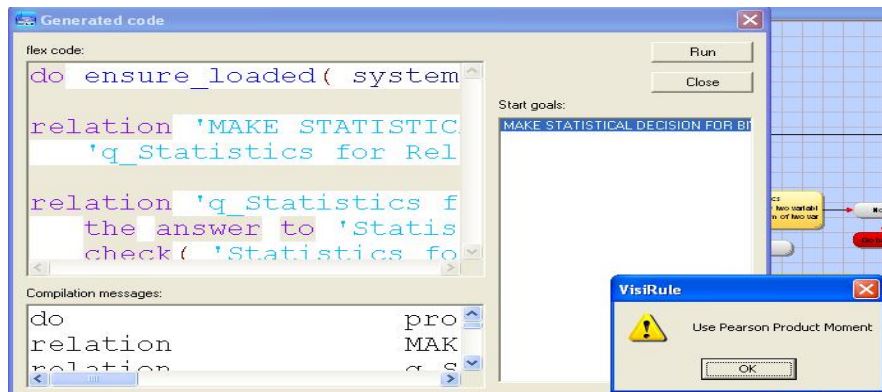 Generated code
flex code:
do ensure_loaded( system
relation 'MAKE STATISTIC
'q_Statistics for Rel
relation 'q_Statistics f
the answer to 'Statis
check( 'Statistics fo
Run
Close
Start goals:
MAKE STATISTICAL DECISION FOR BI
Compilation messages:
do pro
relation MAK
relation q_S
two variabl
n of two var
No
VisiRule
Use Pearson Product Moment
OK